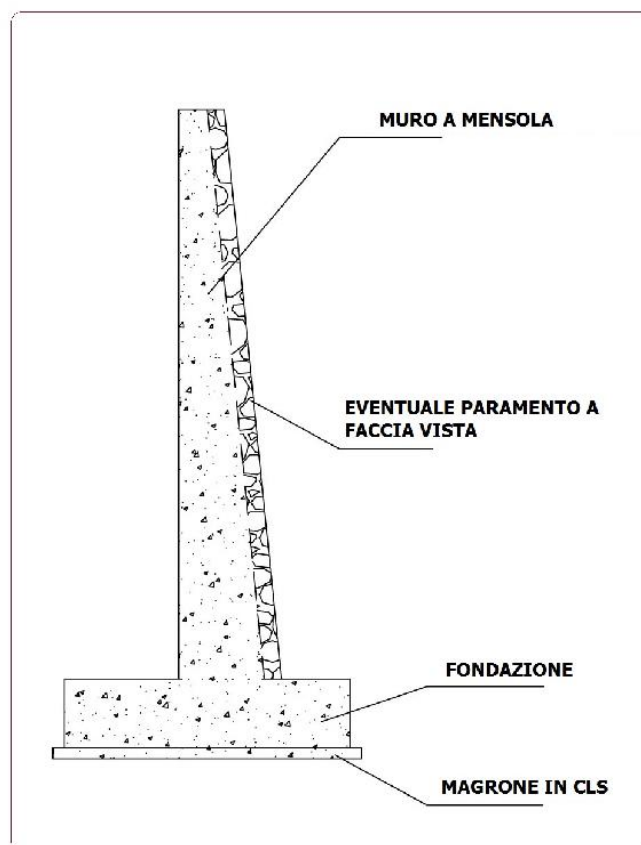 MURO A MENSOLA
EVENTUALE PARAMENTO A
FACCIA VISTA
FONDAZIONE
MAGRONE IN CLS